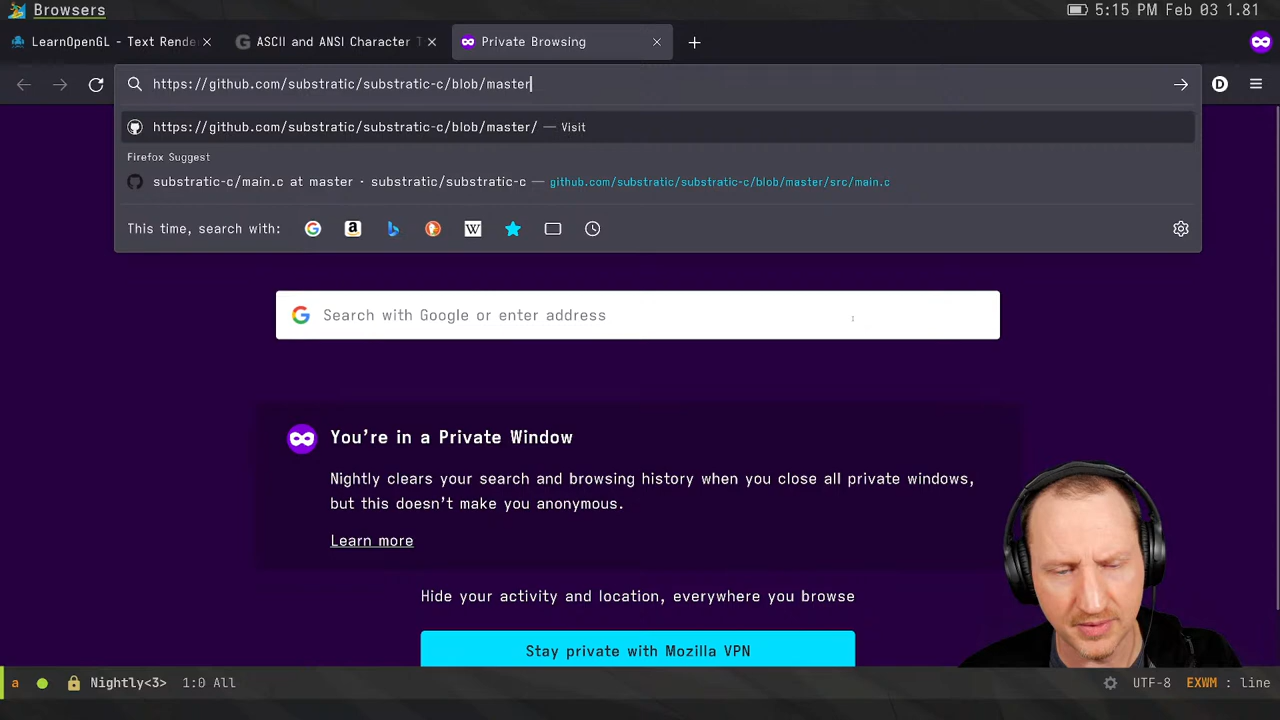 Browsers
5:15 PM Feb 03 1.81
LearnOpenGL - Text Rende
ASCII and ANSI Character T
Private Browsing
https://github.com/substratic/substratic-c/blob/master
D
https://github.com/substratic/substratic-c/blob/master/ — Visit
Firefox Suggest
substratic-c/main.c at master · substratic/substratic-c — github.com/substratic/substratic-c/blob/master/src/main.c
This time, search with:
Search with Google or enter address
You're in a Private Window
Nightly clears your search and browsing history when you close all private windows,
but this doesn't make you anonymous.
Learn more
Hide your activity and location, everywhere you browse
Stay private with Mozilla VPN
a Nightly<3> 1:0 All
UTF-8 EXWM : line